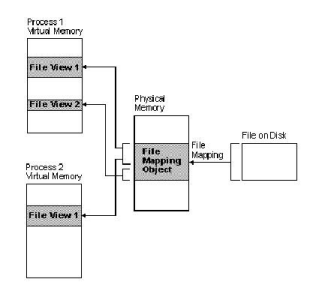 Process 1
Virtual Memory
File View 1
File View 2
Physical
Memory
File
Mapping
Object
File
Mapping
File on Disk
Process 2
Virtual Memory
File View 1